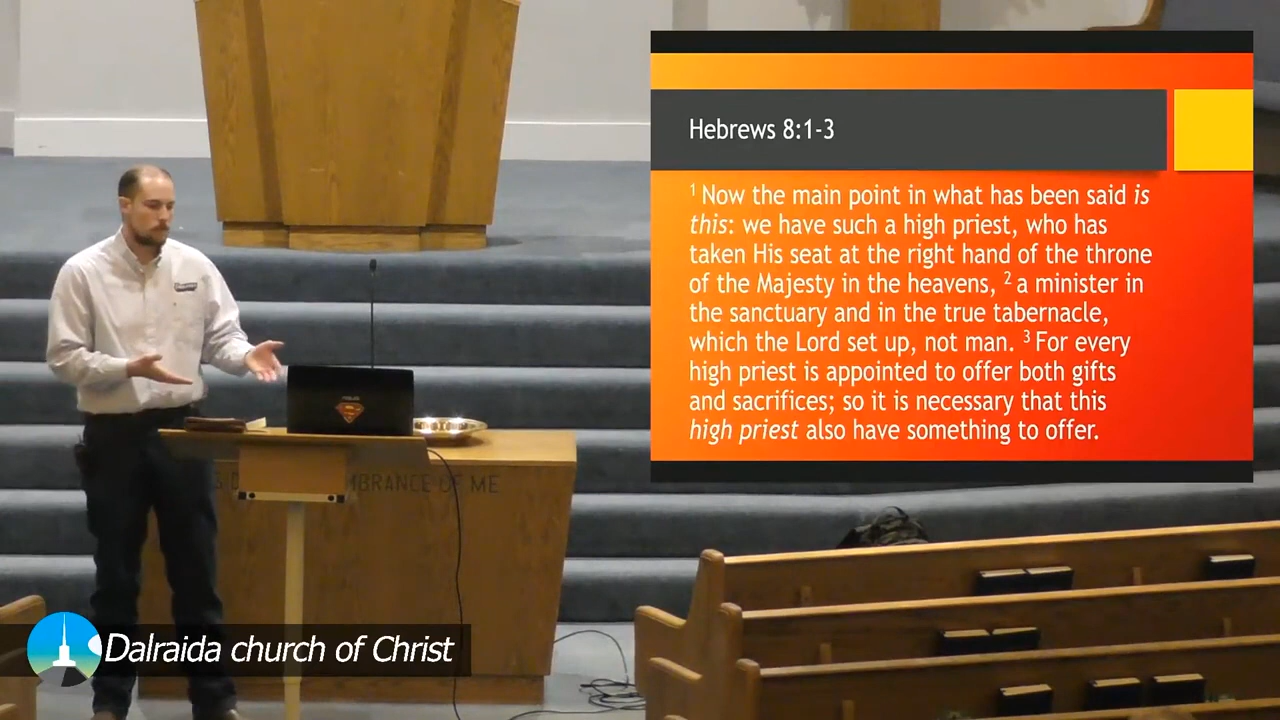 Hebrews 8:1-3
1 Now the main point in what has been said is
this: we have such a high priest, who has
taken His seat at the right hand of the throne
of the Majesty in the heavens, 2 a minister in
the sanctuary and in the true tabernacle,
which the Lord set up, not man. 3 For every
high priest is appointed to offer both gifts
and sacrifices; so it is necessary that this
high priest also have something to offer.
MBRANCE OF ME
Dalraida church of Christ